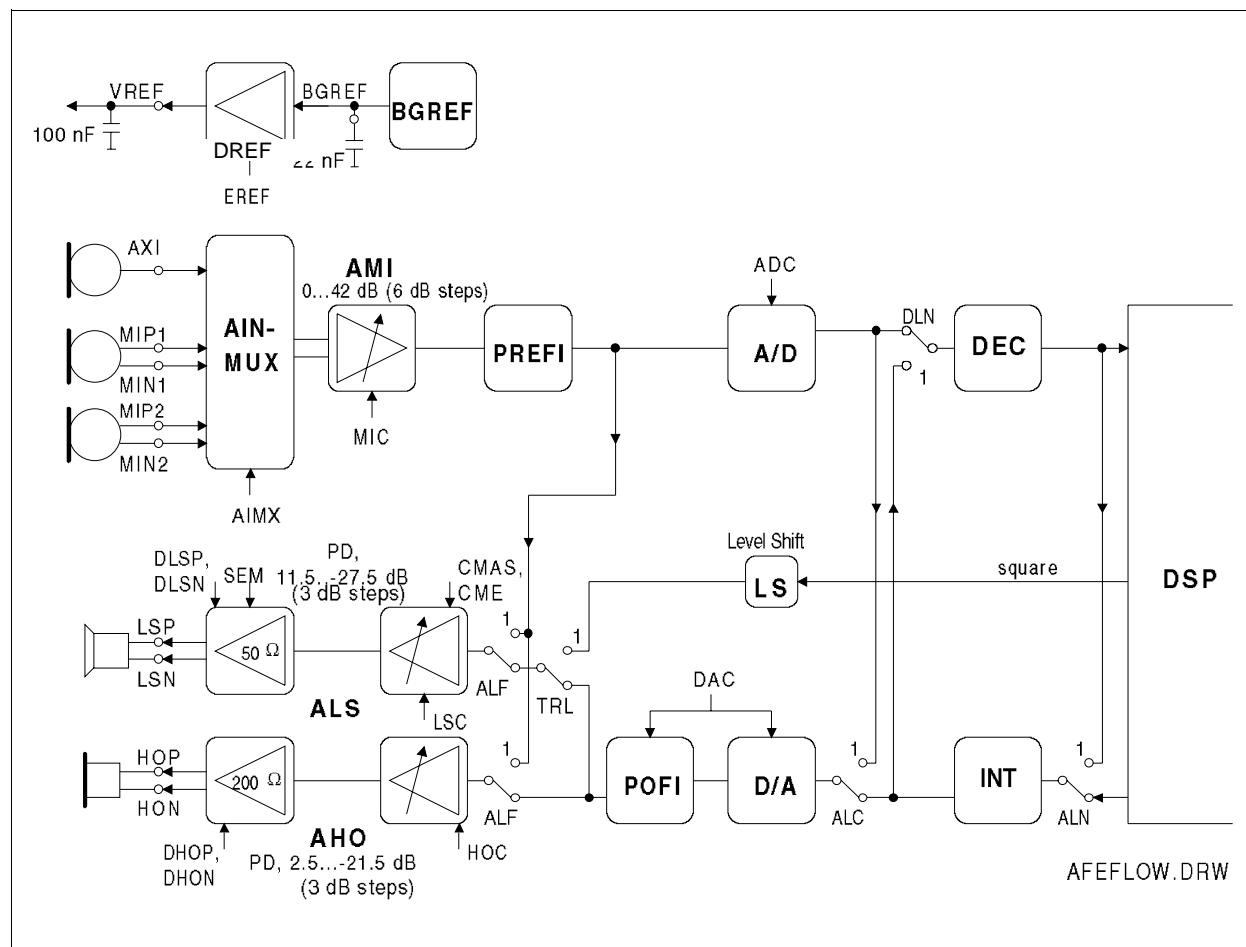 VREF
BGREF
BGREF
100 nF
DREF
22 nF
EREF
AXI
AMI
0...42 dB (6 dB steps)
ADC
MIP1
AIN-
MUX
PREFI
A/D
DLN
DEC
MIN1
1
MIP2
MIC
MIN2
AIMX
DLSP,
DLSN
SEM
PD,
11.5...-27.5 dB
(3 dB steps)
CMAS,
CME
Level Shift
LS
square
DSP
LSP
50 Ω
1
1
LSN
ALS
LSC
ALF
TRL
DAC
HOP
200 Ω
1
POFI
D/A
1
INT
1
HON
ALF
ALC
ALN
AHO
HOC
DHOP,
DHON
PD, 2.5...-21.5 dB
(3 dB steps)
AFEFLOW.DRW